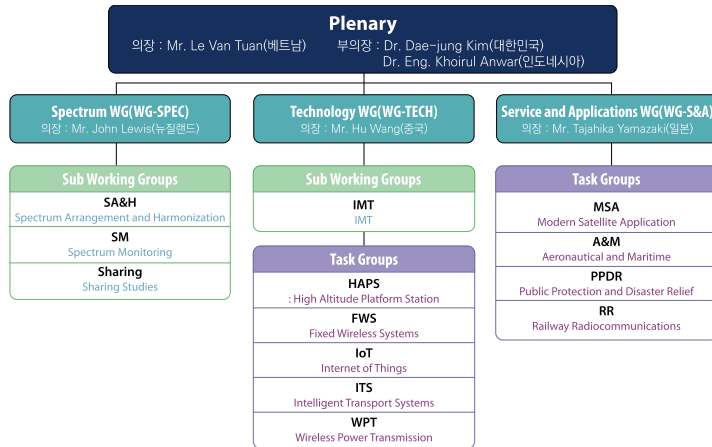 Plenary
의장 : Mr. Le Van Tuan(베트남) 부의장 : Dr. Dae-jung Kim(대한민국)
Dr. Eng. Khoirul Anwar(인도네시아)
Spectrum WG(WG-SPEC)
의장 : Mr. John Lewis(뉴질랜드)
Sub Working Groups
SA&H
Spectrum Arrangement and Harmonization
SM
Spectrum Monitoring
Sharing
Sharing Studies
Technology WG(WG-TECH)
의장 : Mr. Hu Wang(중국)
Sub Working Groups
IMT
IMT
Task Groups
HAPS
: High Altitude Platform Station
FWS
Fixed Wireless Systems
IoT
Internet of Things
ITS
Intelligent Transport Systems
WPT
Wireless Power Transmission
Service and Applications WG(WG-S&A)
의장 : Mr. Tajahika Yamazaki(일본)
Task Groups
MSA
Modern Satellite Application
A&M
Aeronautical and Maritime
PPDR
Public Protection and Disaster Relief
RR
Railway Radiocommunications